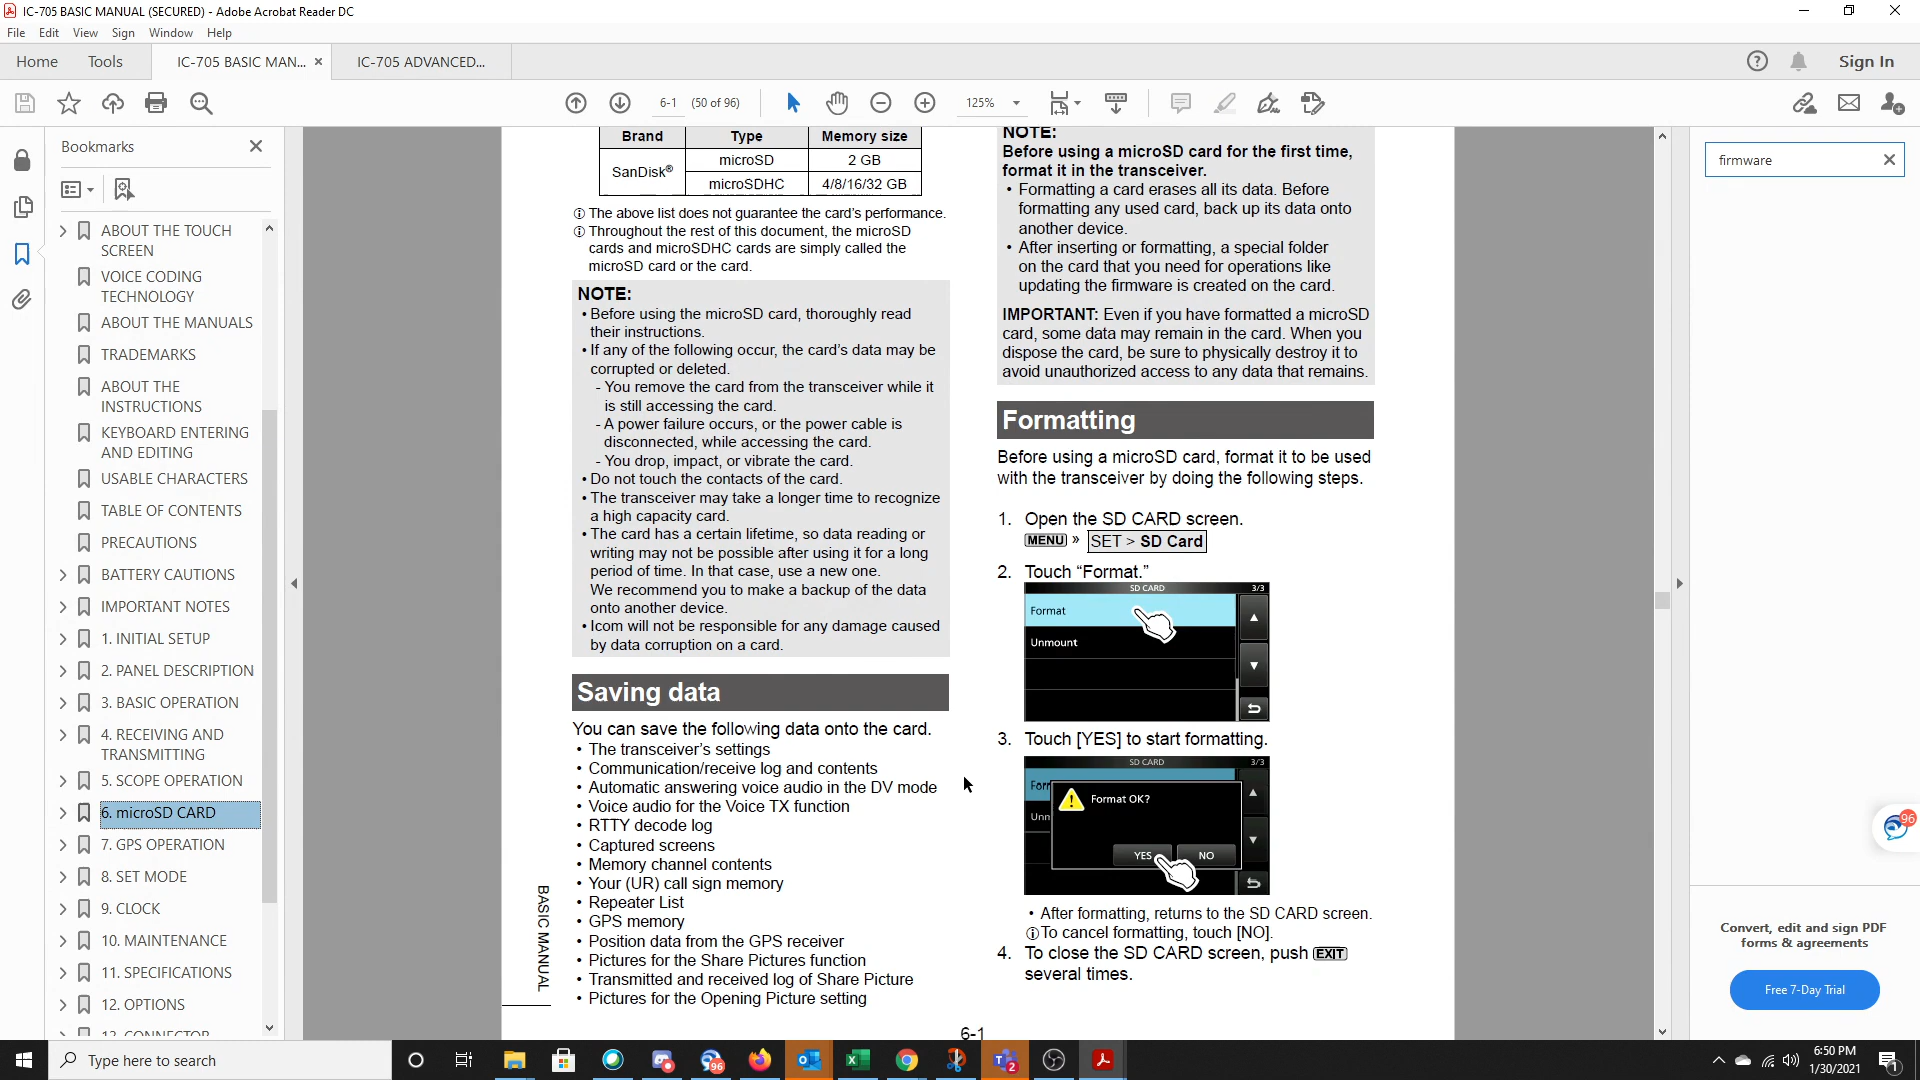 IC-705 BASIC MANUAL (SECURED) - Adobe Acrobat Reader DC
File Edit View Sign Window Help
Home Tools IC-705 BASIC MAN... × IC-705 ADVANCED... Sign In
6-1 (50 of 96) 125%
Bookmarks
ABOUT THE TOUCH
SCREEN
VOICE CODING
TECHNOLOGY
ABOUT THE MANUALS
TRADEMARKS
ABOUT THE
INSTRUCTIONS
KEYBOARD ENTERING
AND EDITING
USABLE CHARACTERS
TABLE OF CONTENTS
PRECAUTIONS
BATTERY CAUTIONS
IMPORTANT NOTES
1. INITIAL SETUP
2. PANEL DESCRIPTION
3. BASIC OPERATION
4. RECEIVING AND
TRANSMITTING
5. SCOPE OPERATION
6. microSD CARD
7. GPS OPERATION
8. SET MODE
9. CLOCK
10. MAINTENANCE
11. SPECIFICATIONS
12. OPTIONS
13. CONNECTOR
Brand Type Memory size
SanDisk® microSD 2 GB
microSDHC 4/8/16/32 GB
ⓘ The above list does not guarantee the card's performance.
ⓘ Throughout the rest of this document, the microSD
cards and microSDHC cards are simply called the
microSD card or the card.
NOTE:
• Before using the microSD card, thoroughly read
their instructions.
• If any of the following occur, the card's data may be
corrupted or deleted.
- You remove the card from the transceiver while it
is still accessing the card.
- A power failure occurs, or the power cable is
disconnected, while accessing the card.
- You drop, impact, or vibrate the card.
• Do not touch the contacts of the card.
• The transceiver may take a longer time to recognize
a high capacity card.
• The card has a certain lifetime, so data reading or
writing may not be possible after using it for a long
period of time. In that case, use a new one.
We recommend you to make a backup of the data
onto another device.
• Icom will not be responsible for any damage caused
by data corruption on a card.
Saving data
You can save the following data onto the card.
• The transceiver's settings
• Communication/receive log and contents
• Automatic answering voice audio in the DV mode
• Voice audio for the Voice TX function
• RTTY decode log
• Captured screens
• Memory channel contents
• Your (UR) call sign memory
• Repeater List
• GPS memory
• Position data from the GPS receiver
• Pictures for the Share Pictures function
• Transmitted and received log of Share Picture
• Pictures for the Opening Picture setting
BASIC MANUAL
NOTE:
Before using a microSD card for the first time,
format it in the transceiver.
• Formatting a card erases all its data. Before
formatting any used card, back up its data onto
another device.
• After inserting or formatting, a special folder
on the card that you need for operations like
updating the firmware is created on the card.
IMPORTANT: Even if you have formatted a microSD
card, some data may remain in the card. When you
dispose the card, be sure to physically destroy it to
avoid unauthorized access to any data that remains.
Formatting
Before using a microSD card, format it to be used
with the transceiver by doing the following steps.
1. Open the SD CARD screen.
MENU » SET > SD Card
2. Touch “Format.”
SD CARD 3/3
Format
Unmount
3. Touch [YES] to start formatting.
SD CARD 3/3
Forr
Format OK?
Unn
YES NO
• After formatting, returns to the SD CARD screen.
ⓘ To cancel formatting, touch [NO].
4. To close the SD CARD screen, push EXIT
several times.
6-1
firmware
96
Convert, edit and sign PDF
forms & agreements
Free 7-Day Trial
Type here to search
96
2
6:50 PM
1/30/2021
1